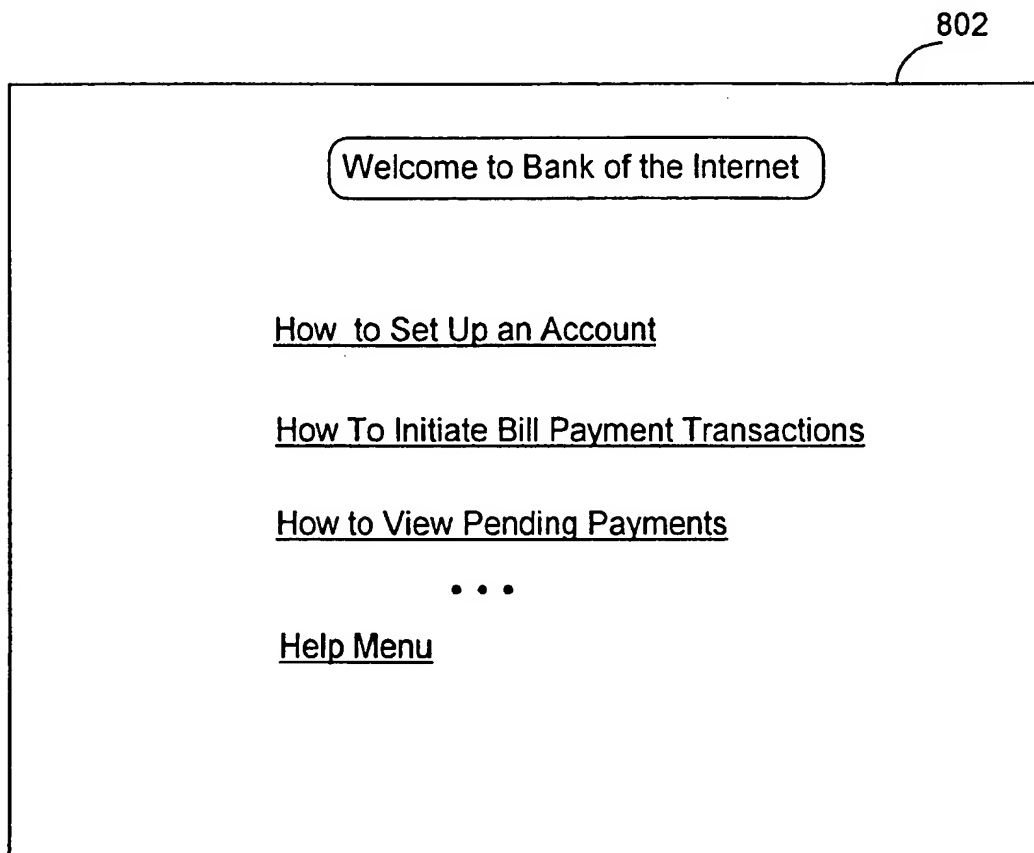 802
Welcome to Bank of the Internet
How to Set Up an Account
How To Initiate Bill Payment Transactions
How to View Pending Payments
• • •
Help Menu